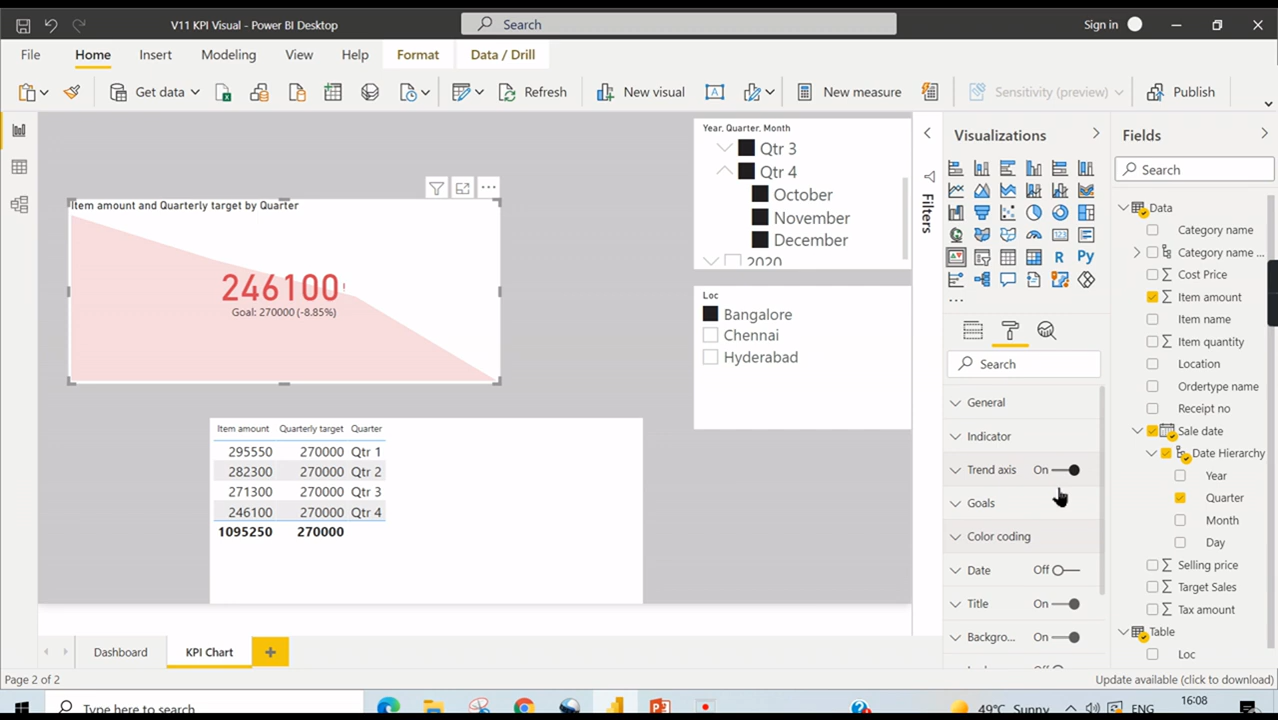 V11 KPI Visual - Power BI Desktop
Search
Sign in
File
Home
Insert
Modeling
View
Help
Format
Data / Drill
Get data
Refresh
New visual
New measure
Sensitivity (preview)
Publish
Item amount and Quarterly target by Quarter
246100!
Goal: 270000 (-8.85%)
Item amount Quarterly target Quarter
295550 270000 Qtr 1
282300 270000 Qtr 2
271300 270000 Qtr 3
246100 270000 Qtr 4
1095250 270000
Year, Quarter, Month
Qtr 3
Qtr 4
October
November
December
2020
Loc
Bangalore
Chennai
Hyderabad
Filters
Visualizations
R Py
Search
General
Indicator
Trend axis On
Goals
Color coding
Date Off
Title On
Backgro... On
Fields
Search
Data
Category name
Category name ...
Cost Price
Item amount
Item name
Item quantity
Location
Ordertype name
Receipt no
Sale date
Date Hierarchy
Year
Quarter
Month
Day
Selling price
Target Sales
Tax amount
Table
Loc
Dashboard
KPI Chart
Page 2 of 2
Update available (click to download)
Type here to search
49°C Sunny
ENG
16:08